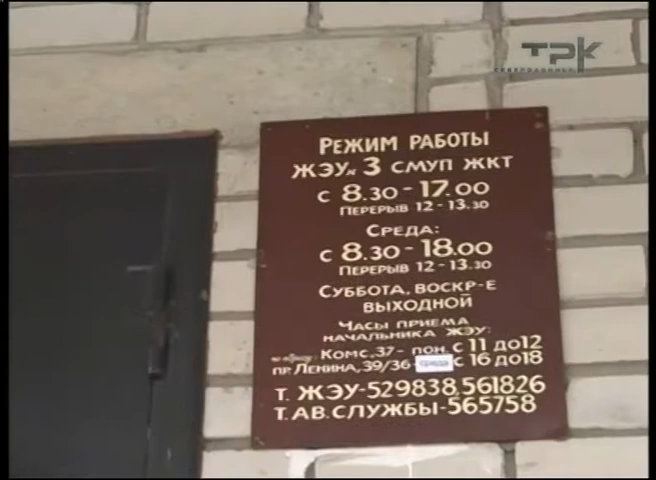 ТРК
РЕЖИМ РАБОТЫ
ЖЭУ№ 3 СМУП ЖКТ
С 8.30-17.00
ПЕРЕРЫВ 12-13.30
СРЕДА:
С 8.30-18.00
ПЕРЕРЫВ 12-13.30
СУББОТА, ВОСКР-Е
ВЫХОДНОЙ
ЧАСЫ ПРИЕМА
НАЧАЛЬНИКА ЖЭУ:
КОМС.,37- ПОН. С 11 ДО 12
ПР.ЛЕНИНА,39/36- среда С 16 ДО 18
Т. ЖЭУ-529838,561826
Т.АВ.СЛУЖБЫ-565758